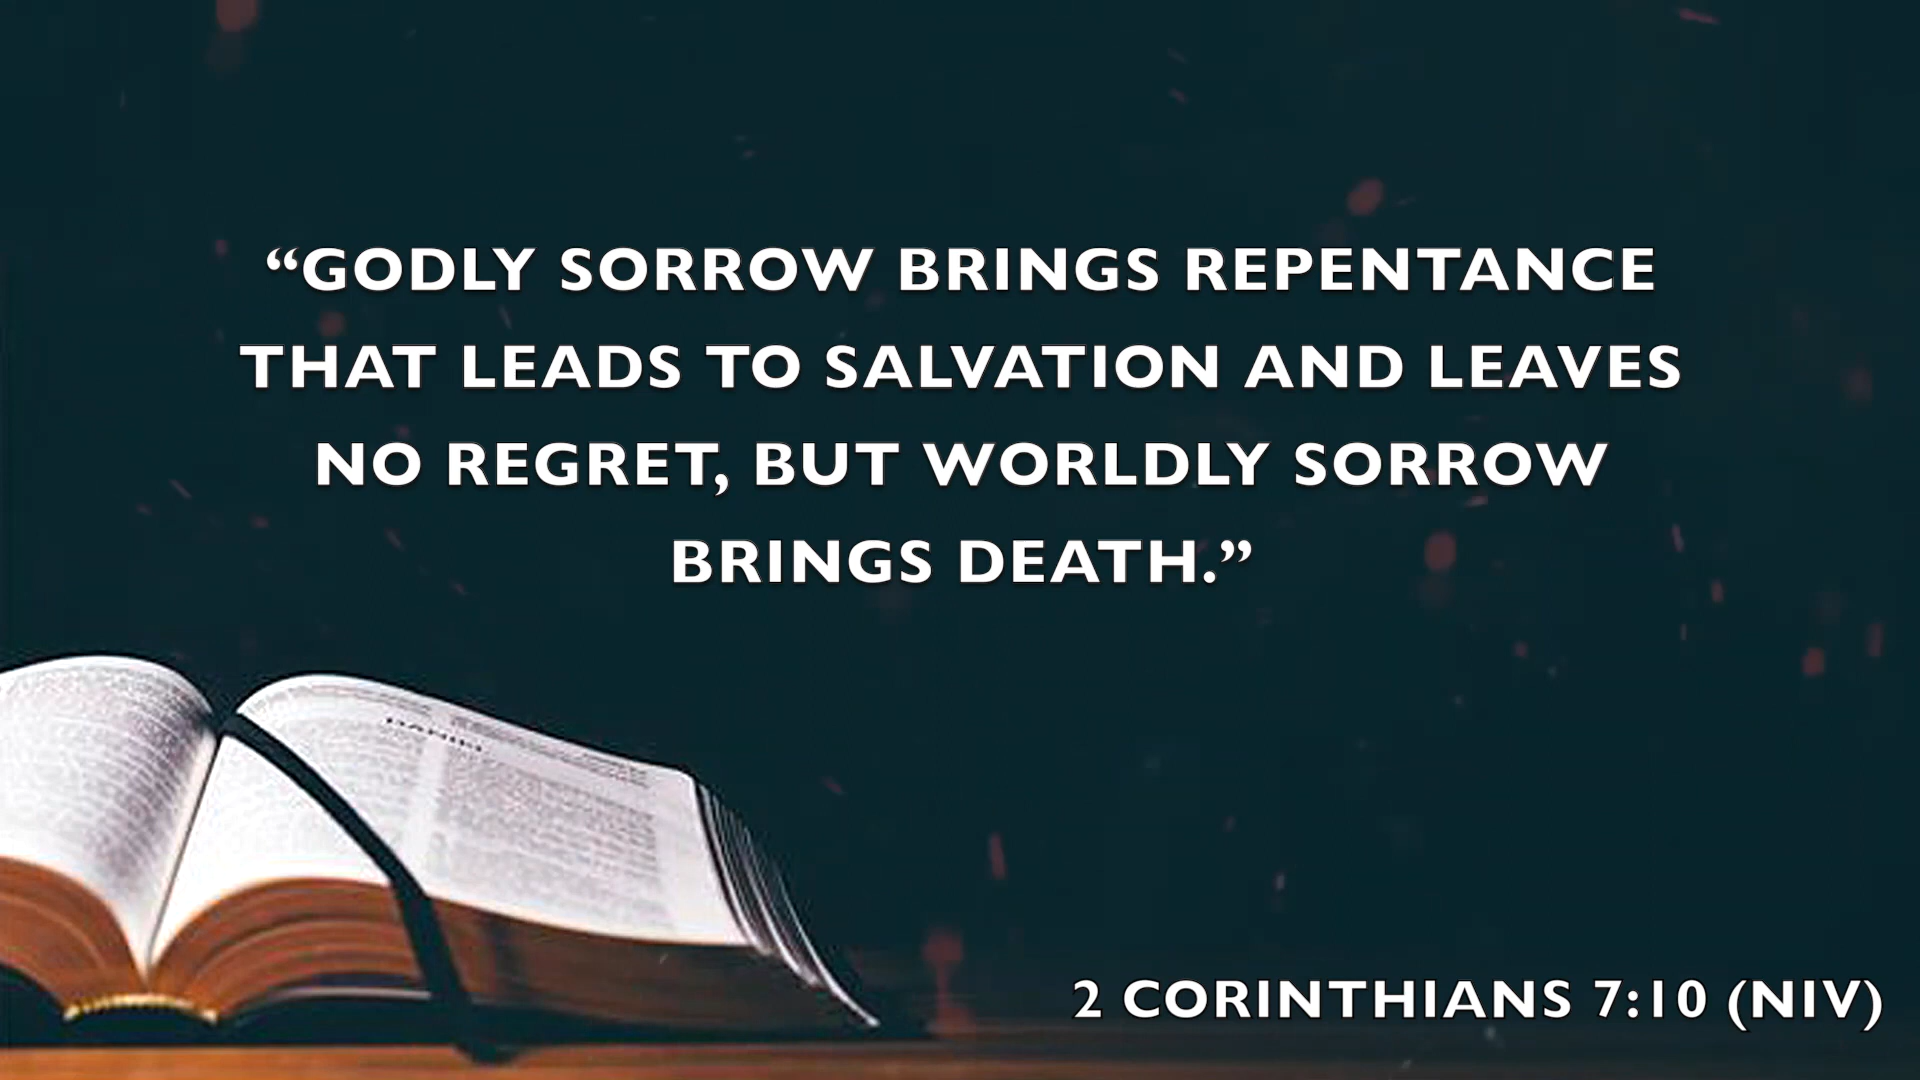 “GODLY SORROW BRINGS REPENTANCE
THAT LEADS TO SALVATION AND LEAVES
NO REGRET, BUT WORLDLY SORROW
BRINGS DEATH.”
DANIEL
2 CORINTHIANS 7:10 (NIV)